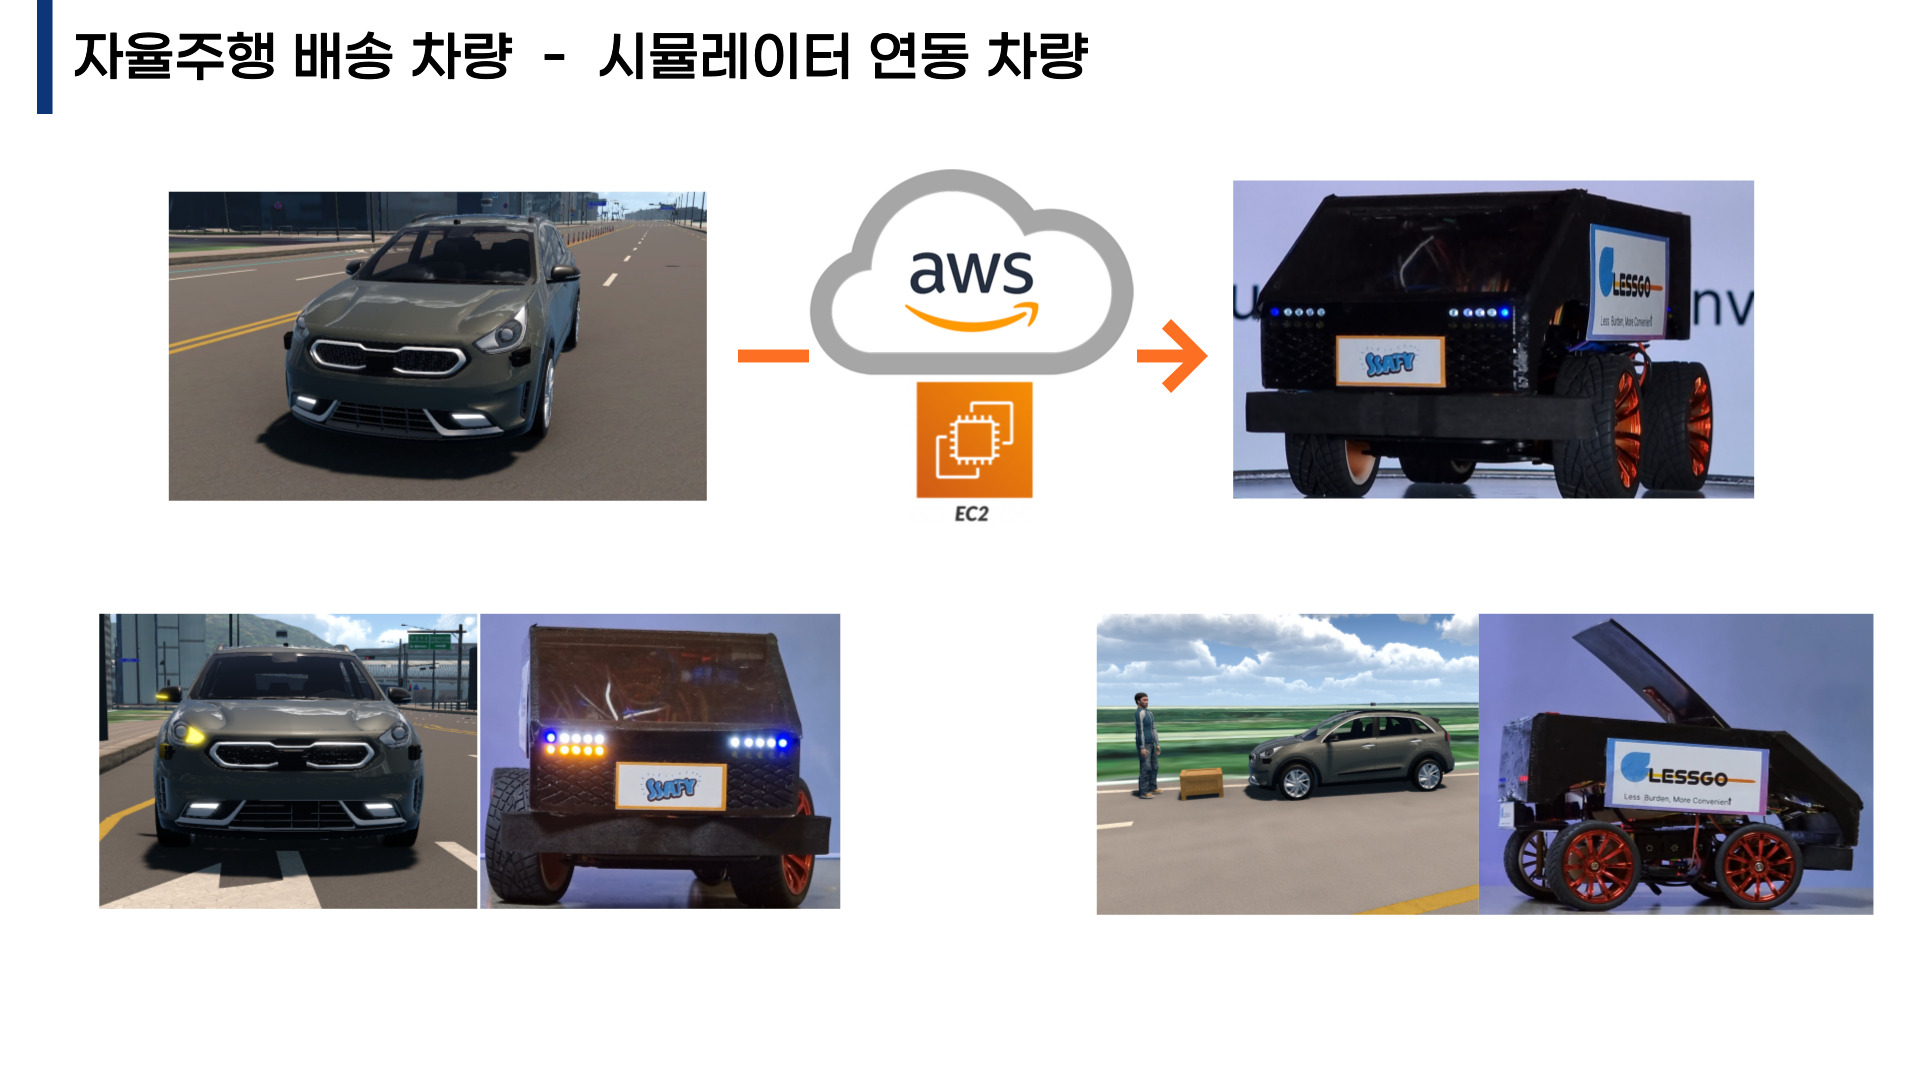 자율주행 배송 차량 - 시뮬레이터 연동 차량
aws
EC2
u
nv
LESSGO
Less Burden, More Convenient
SSAFY
SSAFY
LESSGO
Less Burden, More Convenient